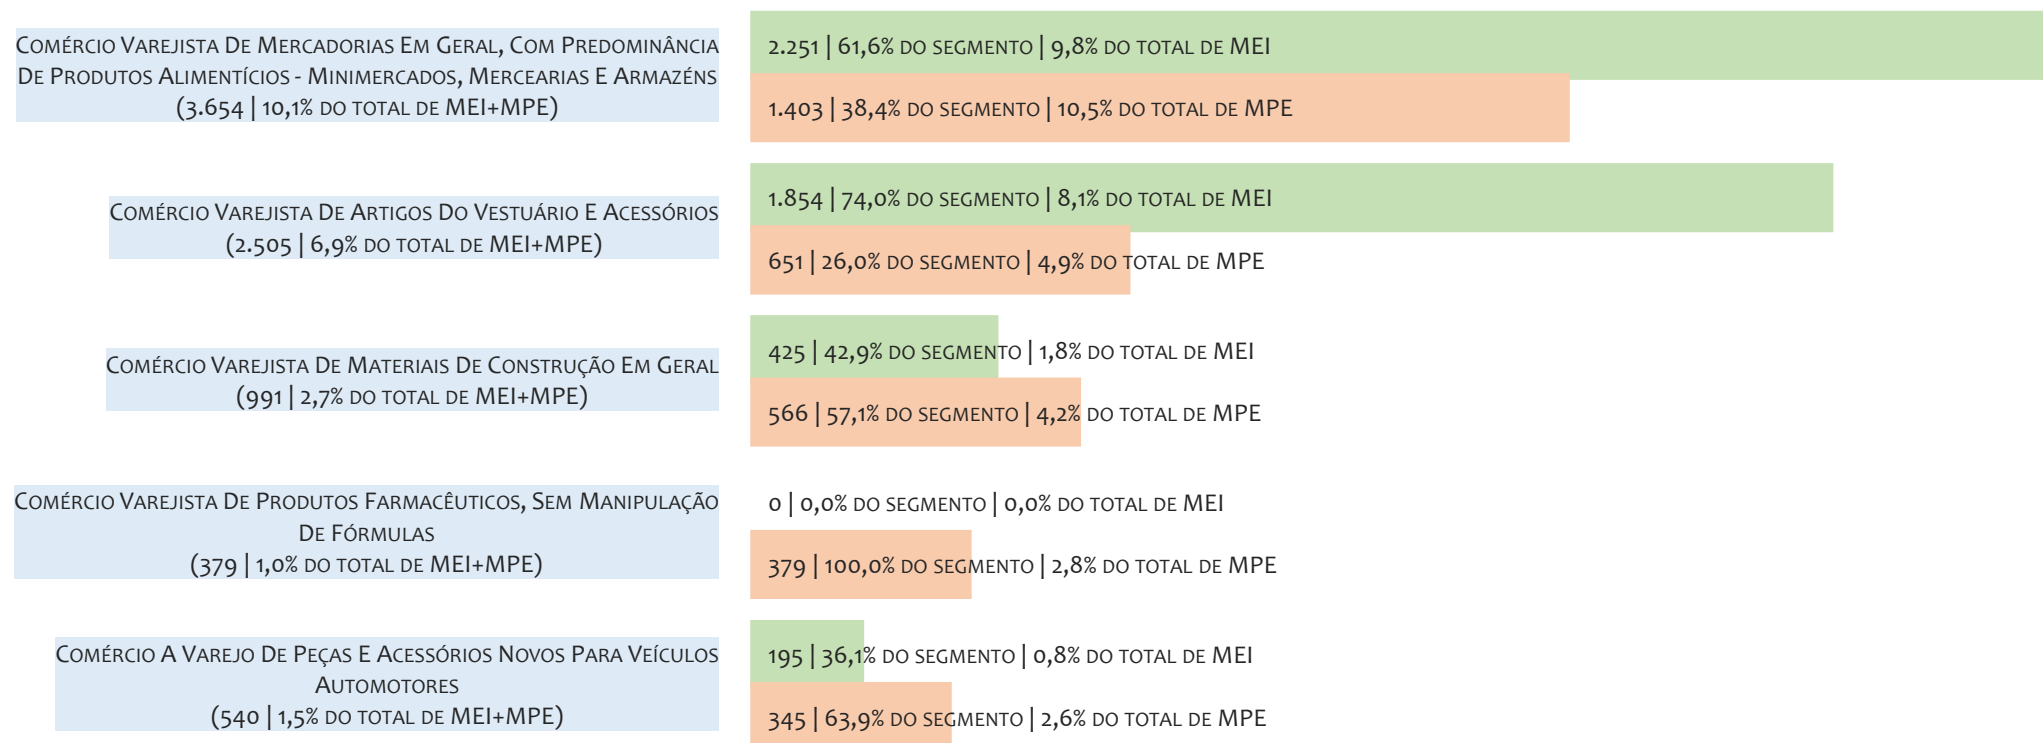 Comércio Varejista De Mercadorias Em Geral, Com Predominância
De Produtos Alimentícios - Minimercados, Mercearias E Armazéns
(3.654 | 10,1% do total de MEI+MPE)
2.251 | 61,6% do segmento | 9,8% do total de MEI
1.403 | 38,4% do segmento | 10,5% do total de MPE
Comércio Varejista De Artigos Do Vestuário E Acessórios
(2.505 | 6,9% do total de MEI+MPE)
1.854 | 74,0% do segmento | 8,1% do total de MEI
651 | 26,0% do segmento | 4,9% do total de MPE
Comércio Varejista De Materiais De Construção Em Geral
(991 | 2,7% do total de MEI+MPE)
425 | 42,9% do segmento | 1,8% do total de MEI
566 | 57,1% do segmento | 4,2% do total de MPE
Comércio Varejista De Produtos Farmacêuticos, Sem Manipulação
De Fórmulas
(379 | 1,0% do total de MEI+MPE)
0 | 0,0% do segmento | 0,0% do total de MEI
379 | 100,0% do segmento | 2,8% do total de MPE
Comércio A Varejo De Peças E Acessórios Novos Para Veículos
Automotores
(540 | 1,5% do total de MEI+MPE)
195 | 36,1% do segmento | 0,8% do total de MEI
345 | 63,9% do segmento | 2,6% do total de MPE